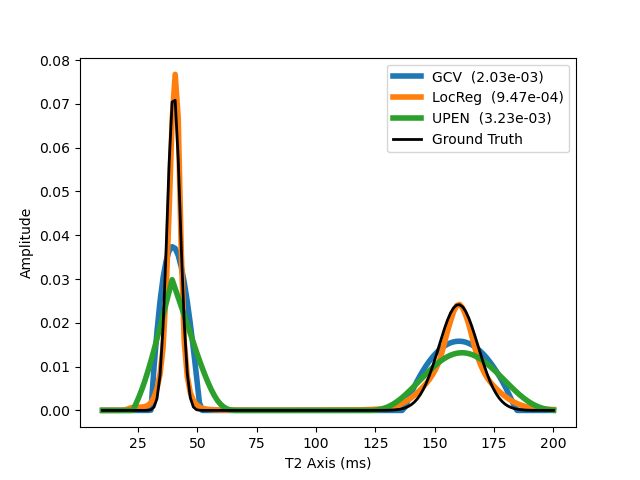 0.08
0.07
0.06
0.05
0.04
0.03
0.02
0.01
0.00
Amplitude
GCV (2.03e-03)
LocReg (9.47e-04)
UPEN (3.23e-03)
Ground Truth
25 50 75 100 125 150 175 200
T2 Axis (ms)